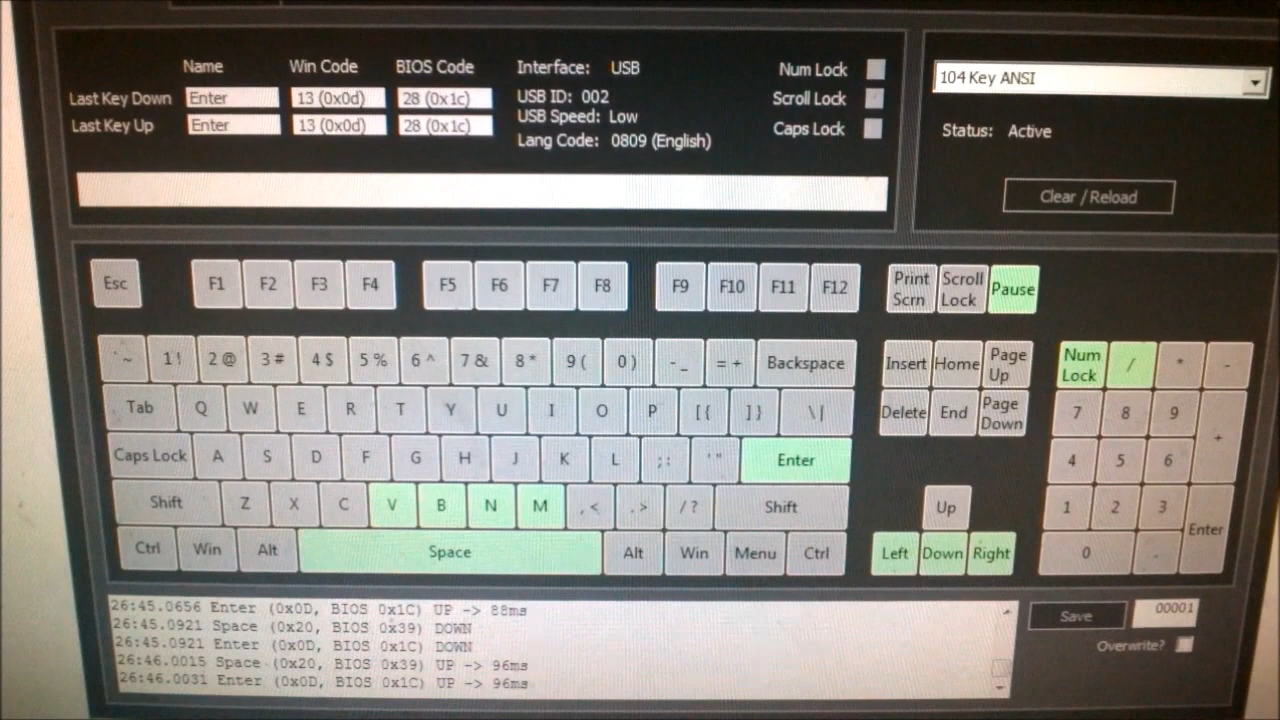 Name Win Code BIOS Code Interface: USB Num Lock
Last Key Down Enter 13 (0x0d) 28 (0x1c) USB ID: 002 Scroll Lock
Last Key Up Enter 13 (0x0d) 28 (0x1c) USB Speed: Low Caps Lock
Lang Code: 0809 (English)
104 Key ANSI
Status: Active
Clear / Reload
Esc F1 F2 F3 F4 F5 F6 F7 F8 F9 F10 F11 F12 Print Scrn Scroll Lock Pause
` ~ 1 ! 2 @ 3 # 4 $ 5 % 6 ^ 7 & 8 * 9 ( 0 ) - _ = + Backspace Insert Home Page Up Num Lock / * -
Tab Q W E R T Y U I O P [ { ] } \ | Delete End Page Down 7 8 9 +
Caps Lock A S D F G H J K L ; : ' " Enter 4 5 6
Shift Z X C V B N M , < . > / ? Shift Up 1 2 3 Enter
Ctrl Win Alt Space Alt Win Menu Ctrl Left Down Right 0 .
26:45.0656 Enter (0x0D, BIOS 0x1C) UP -> 88ms
26:45.0921 Space (0x20, BIOS 0x39) DOWN
26:45.0921 Enter (0x0D, BIOS 0x1C) DOWN
26:46.0015 Space (0x20, BIOS 0x39) UP -> 96ms
26:46.0031 Enter (0x0D, BIOS 0x1C) UP -> 96ms
Save 00001
Overwrite?